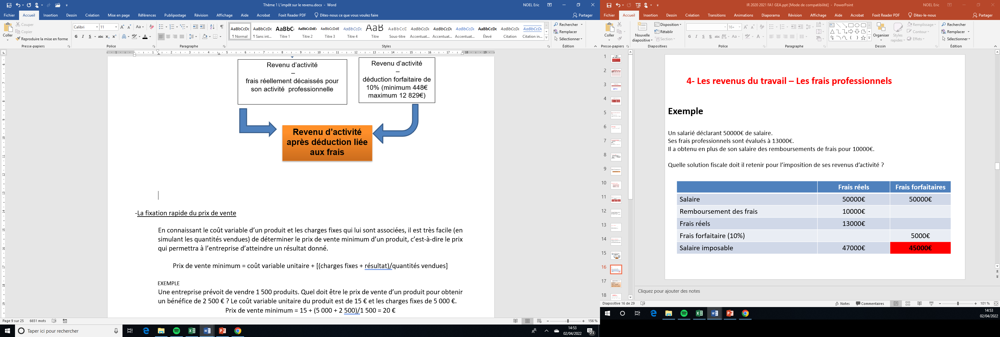 Thème 1 L'impôt sur le revenu.docx - Word
NOEL Eric
Fichier
Accueil
Insertion
Dessin
Création
Mise en page
Références
Publipostage
Révision
Affichage
Aide
Acrobat
Foxit Reader PDF
Dites-nous ce que vous voulez faire
Partager
Coller
Couper
Copier
Reproduire la mise en forme
Presse-papiers
Calibri
11
Police
Paragraphe
¶ Normal
¶ Sans int...
Titre 1
Titre 2
Titre 3
Titre 4
Titre
Sous-titre
Accentuat...
Accentuat...
Accentuat...
Élevé
Citation
Citation in...
Styles
Rechercher
Remplacer
Sélectionner
Édition
Revenu d’activité
–
frais réellement décaissés pour
son activité professionnelle
Revenu d’activité
–
déduction forfaitaire de
10% (minimum 448€
maximum 12 829€)
Revenu d’activité
après déduction liée
aux frais
-La fixation rapide du prix de vente
En connaissant le coût variable d’un produit et les charges fixes qui lui sont associées, il est très facile (en
simulant les quantités vendues) de déterminer le prix de vente minimum d’un produit, c’est-à-dire le prix
qui permettra à l’entreprise d’atteindre un résultat donné.
Prix de vente minimum = coût variable unitaire + [(charges fixes + résultat)/quantités vendues]
EXEMPLE
Une entreprise prévoit de vendre 1 500 produits. Quel doit être le prix de vente d’un produit pour obtenir
un bénéfice de 2 500 € ? Le coût variable unitaire du produit est de 15 € et les charges fixes de 5 000 €.
Prix de vente minimum = 15 + (5 000 + 2 500)/1 500 = 20 €
Page 9 sur 25
6651 mots
156 %
Taper ici pour rechercher
14:53
02/04/2022
23
IR 2020 2021 FA1 GEA.ppt [Mode de compatibilité] - PowerPoint
NOEL Eric
Fichier
Accueil
Insertion
Dessin
Création
Transitions
Animations
Diaporama
Révision
Affichage
Aide
Acrobat
Foxit Reader PDF
Dites-le-nous
Partager
Coller
Presse-papiers
Nouvelle
diapositive
Disposition
Rétablir
Section
Diapositives
16+
Police
Paragraphe
Organiser
Styles
rapides
Remplissage
Contour
Effets
Dessin
Rechercher
Remplacer
Sélectionner
Édition
1
2
3
4
5
6
7
8
9
10
11
12
13
14
15
16
17
18
4- Les revenus du travail – Les frais professionnels
Exemple
Un salarié déclarant 50000€ de salaire.
Ses frais professionnels sont évalués à 13000€.
Il a obtenu en plus de son salaire des remboursements de frais pour 10000€.
Quelle solution fiscale doit il retenir pour l’imposition de ses revenus d’activité ?
Frais réels Frais forfaitaires
Salaire 50000€ 50000€
Remboursement des frais 10000€
Frais réels 13000€
Frais forfaitaire (10%) 5000€
Salaire imposable 47000€ 45000€
Cliquez pour ajouter des notes
Diapositive 16 de 29
Notes
Commentaires
101 %
14:53
02/04/2022